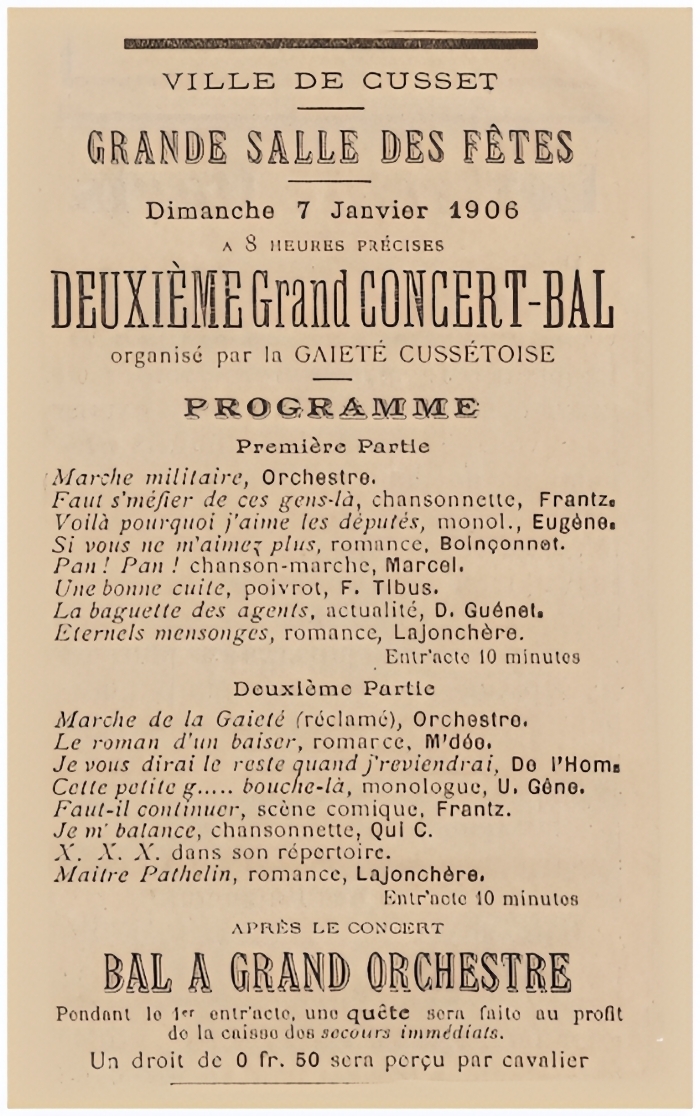 VILLE DE CUSSET
GRANDE SALLE DES FÊTES
Dimanche 7 Janvier 1906
A 8 HEURES PRÉCISES
DEUXIÈME Grand CONCERT-BAL
organisé par la GAIETÉ CUSSÉTOISE
PROGRAMME
Première Partie
Marche militaire, Orchestre.
Faut s'méfier de ces gens-là, chansonnette, Frantz.
Voilà pourquoi j'aime les députés, monol., Eugène.
Si vous ne m'aimez plus, romance, Boinçonnet.
Pan ! Pan ! chanson-marche, Marcel.
Une bonne cuite, poivrot, F. Tibus.
La baguette des agents, actualité, D. Guénet.
Eternels mensonges, romance, Lajonchère.
Entr'acte 10 minutes
Deuxième Partie
Marche de la Gaieté (réclamé), Orchestre.
Le roman d'un baiser, romarce, M'dée.
Je vous dirai le reste quand j'reviendrai, De l'Hom.
Cette petite g..... bouche-là, monologue, U. Gêne.
Faut-il continuer, scène comique, Frantz.
Je m' balance, chansonnette, Qui C.
X. X. X. dans son répertoire.
Maitre Pathelin, romance, Lajonchère.
Entr'acte 10 minutes
APRÈS LE CONCERT
BAL A GRAND ORCHESTRE
Pendant le 1er entr'acte, une quête sera faite au profit
de la caisse des secours immédiats.
Un droit de 0 fr. 50 sera perçu par cavalier